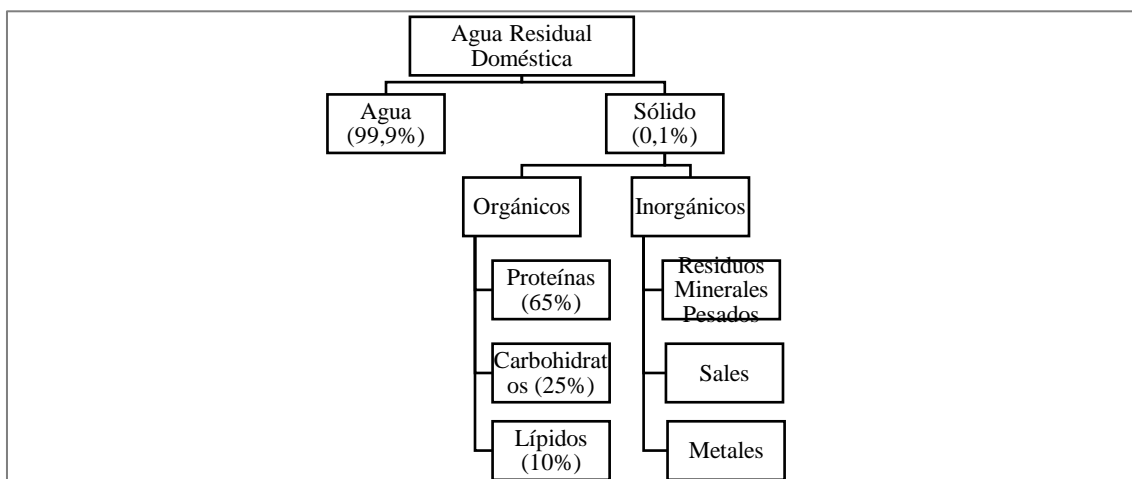 Agua Residual
Doméstica
Agua
(99,9%)
Sólido
(0,1%)
Orgánicos
Inorgánicos
Proteínas
(65%)
Carbohidrat
os (25%)
Lípidos
(10%)
Residuos
Minerales
Pesados
Sales
Metales